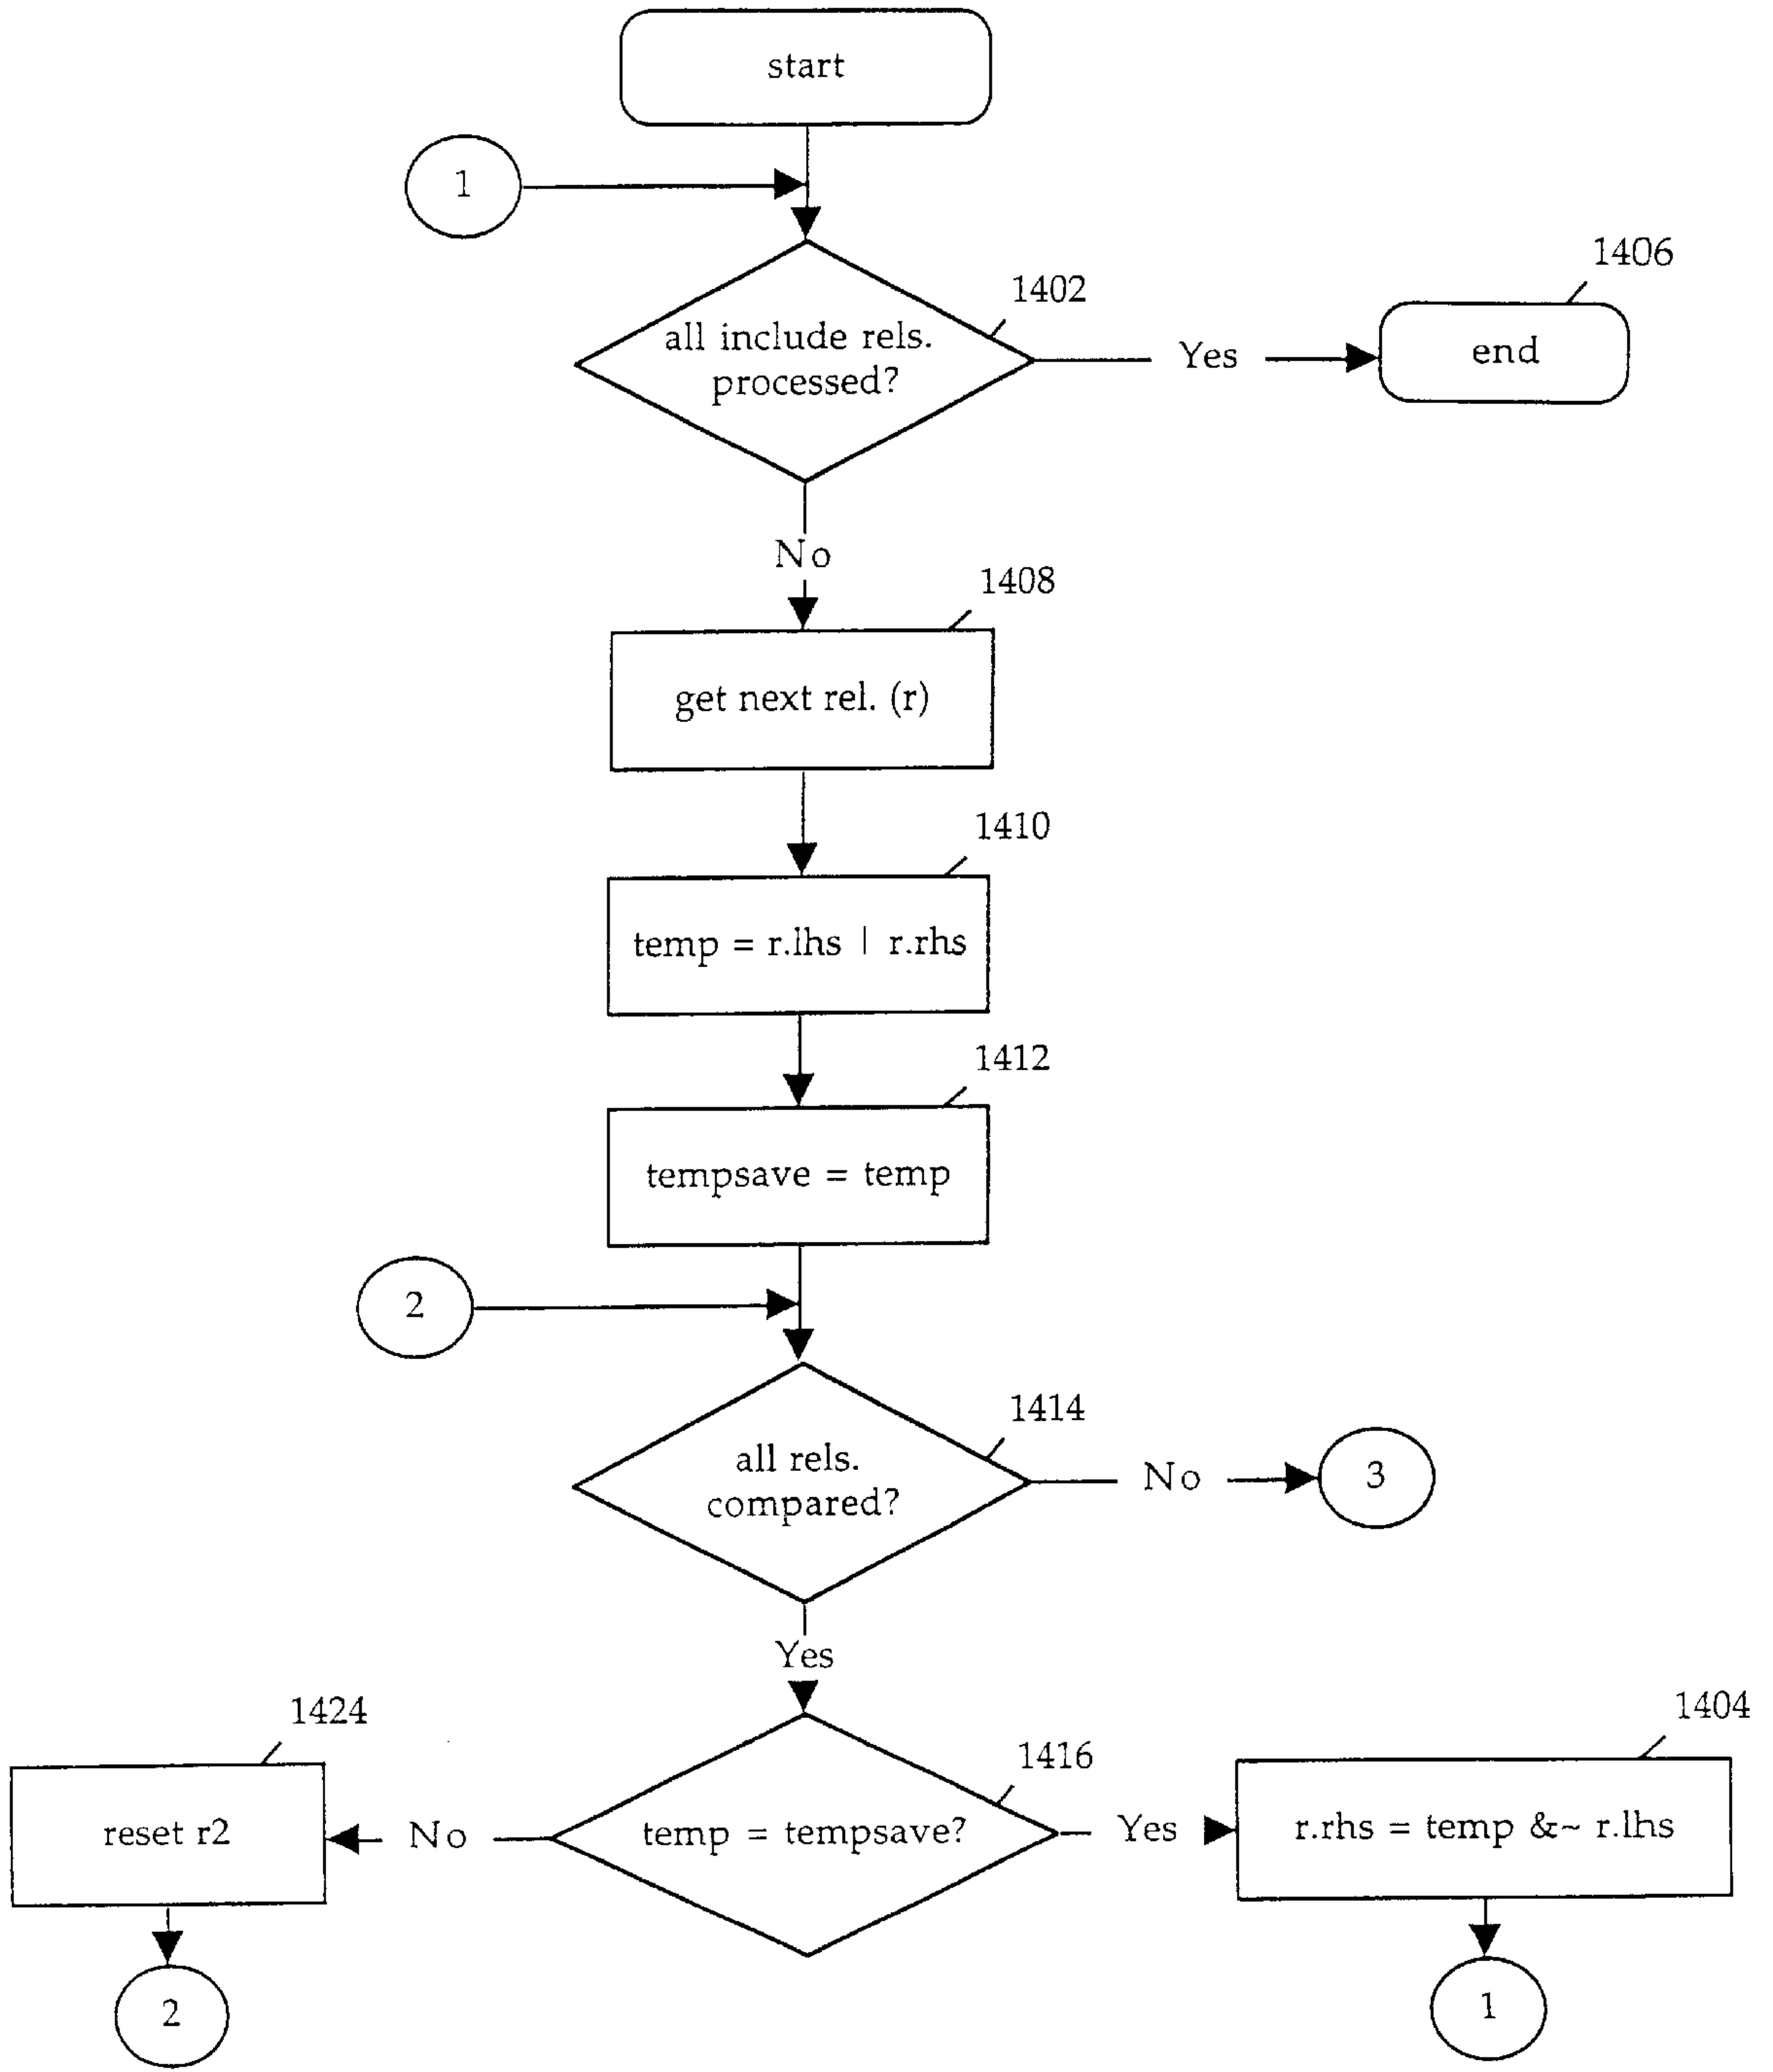 start
1
1402
1406
all include rels.
processed?
Yes
end
No
1408
get next rel. (r)
1410
temp = r.lhs | r.rhs
1412
tempsave = temp
2
1414
all rels.
compared?
No
3
Yes
1424
1416
1404
reset r2
No
temp = tempsave?
Yes
r.rhs = temp &~ r.lhs
2
1